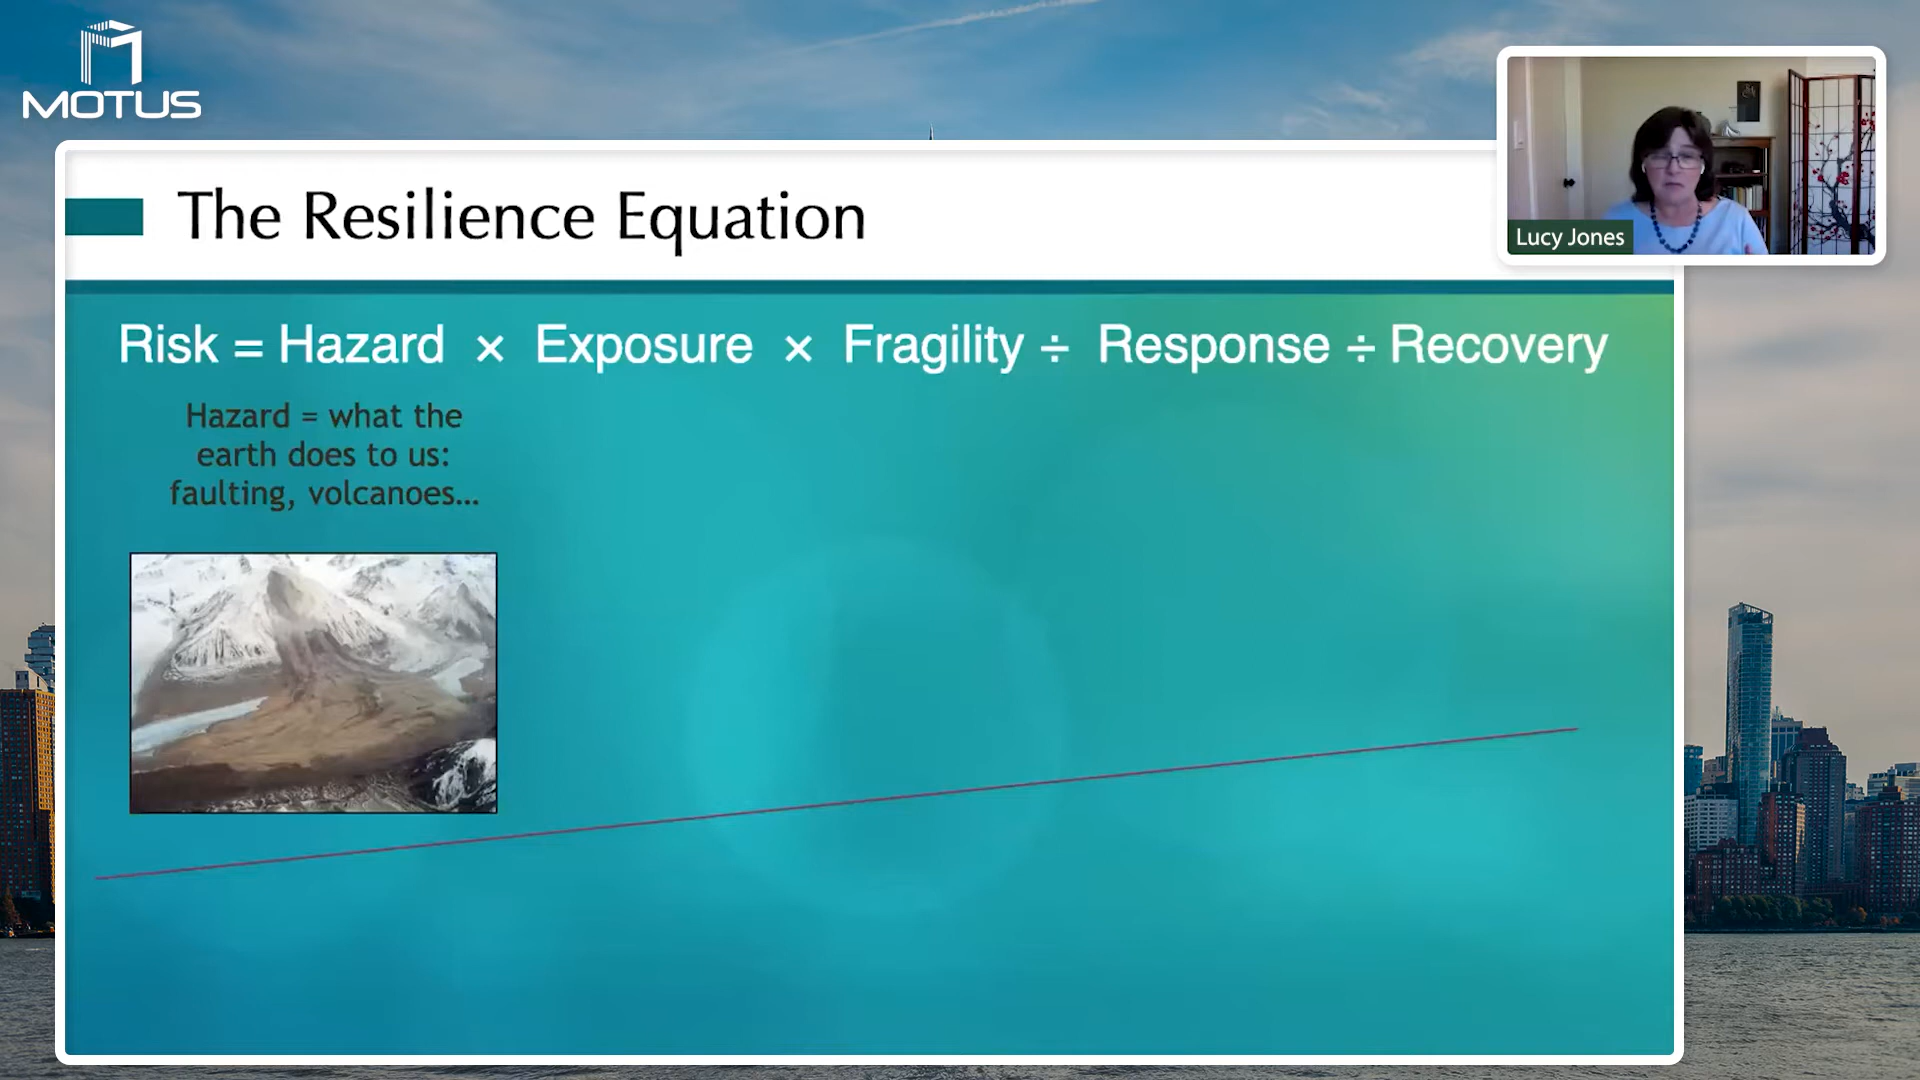 MOTUS
The Resilience Equation
Lucy Jones
Risk = Hazard × Exposure × Fragility ÷ Response ÷ Recovery
Hazard = what the
earth does to us:
faulting, volcanoes...